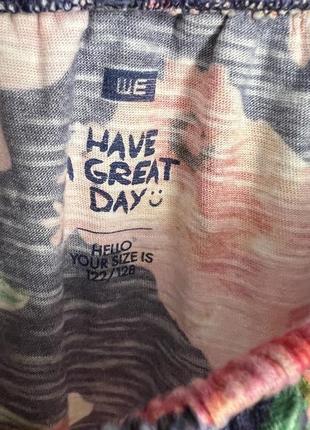 WE
HAVE
A GREAT
DAY
HELLO
YOUR SIZE IS
122/128